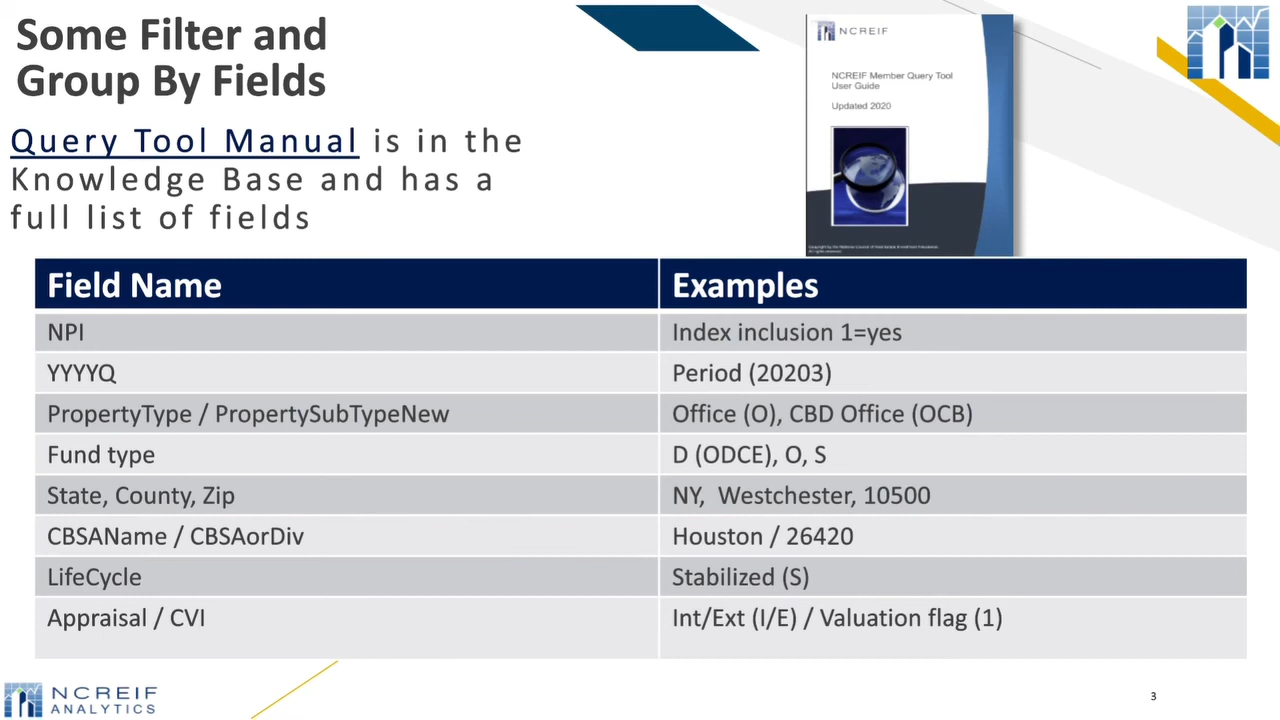 Some Filter and
Group By Fields
Query Tool Manual is in the
Knowledge Base and has a
full list of fields
NCREIF
NCREIF Member Query Tool
User Guide
Updated 2020
Field Name Examples
NPI Index inclusion 1=yes
YYYYQ Period (20203)
PropertyType / PropertySubTypeNew Office (O), CBD Office (OCB)
Fund type D (ODCE), O, S
State, County, Zip NY, Westchester, 10500
CBSAName / CBSAorDiv Houston / 26420
LifeCycle Stabilized (S)
Appraisal / CVI Int/Ext (I/E) / Valuation flag (1)
NCREIF
ANALYTICS
3